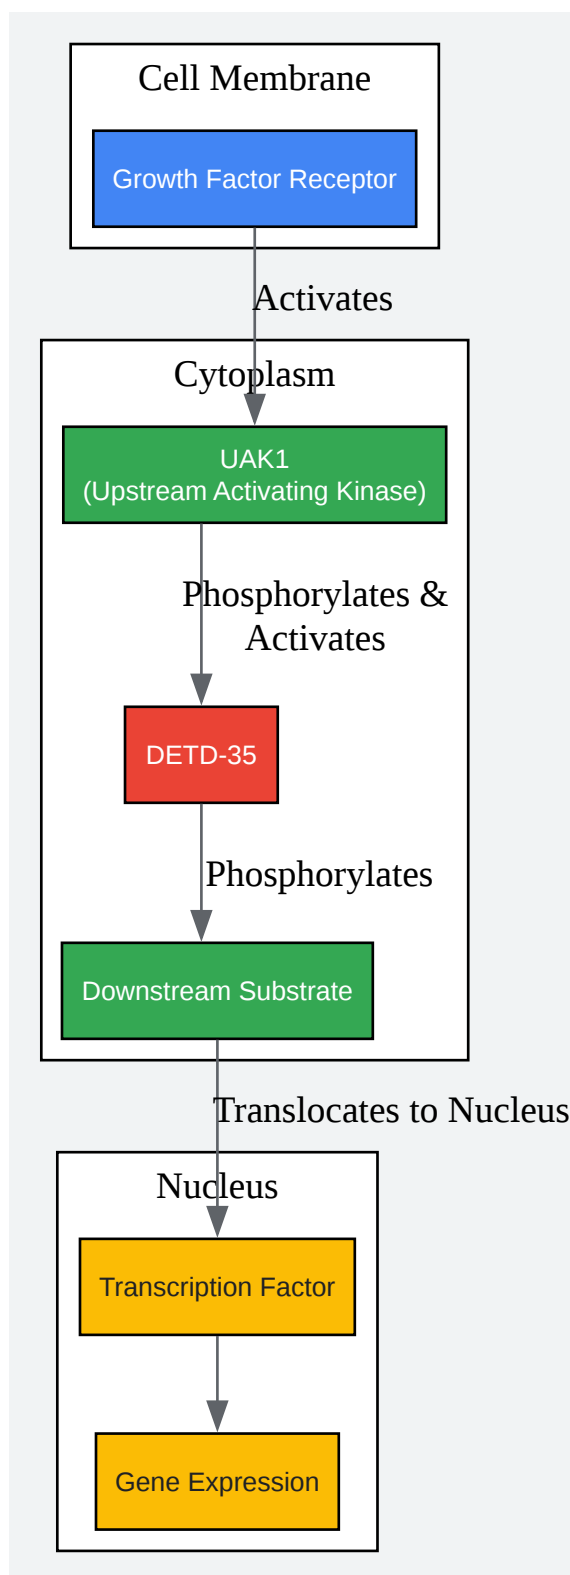 Cell Membrane
Growth Factor Receptor
Activates
Cytoplasm
UAK1
(Upstream Activating Kinase)
Phosphorylates &
Activates
DETD-35
Phosphorylates
Downstream Substrate
Translocates to Nucleus
Nucleus
Transcription Factor
Gene Expression